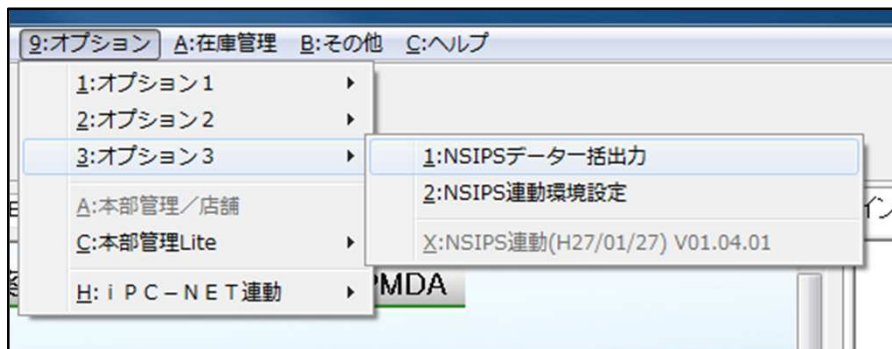 9:オプション A:在庫管理 B:その他 C:ヘルプ
1:オプション1
2:オプション2
3:オプション3
1:NSIPSデータ一括出力
2:NSIPS連動環境設定
A:本部管理／店舗
C:本部管理Lite
X:NSIPS連動(H27/01/27) V01.04.01
H:ｉＰＣ－ＮＥＴ連動
PMDA
イン